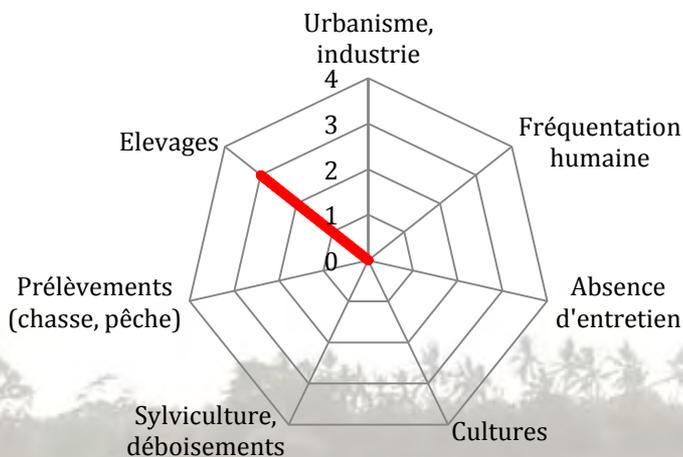 Urbanisme,
industrie
4
3
2
1
0
Fréquentation
humaine
Absence
d'entretien
Cultures
Sylviculture,
déboisements
Prélèvements
(chasse, pêche)
Elevages